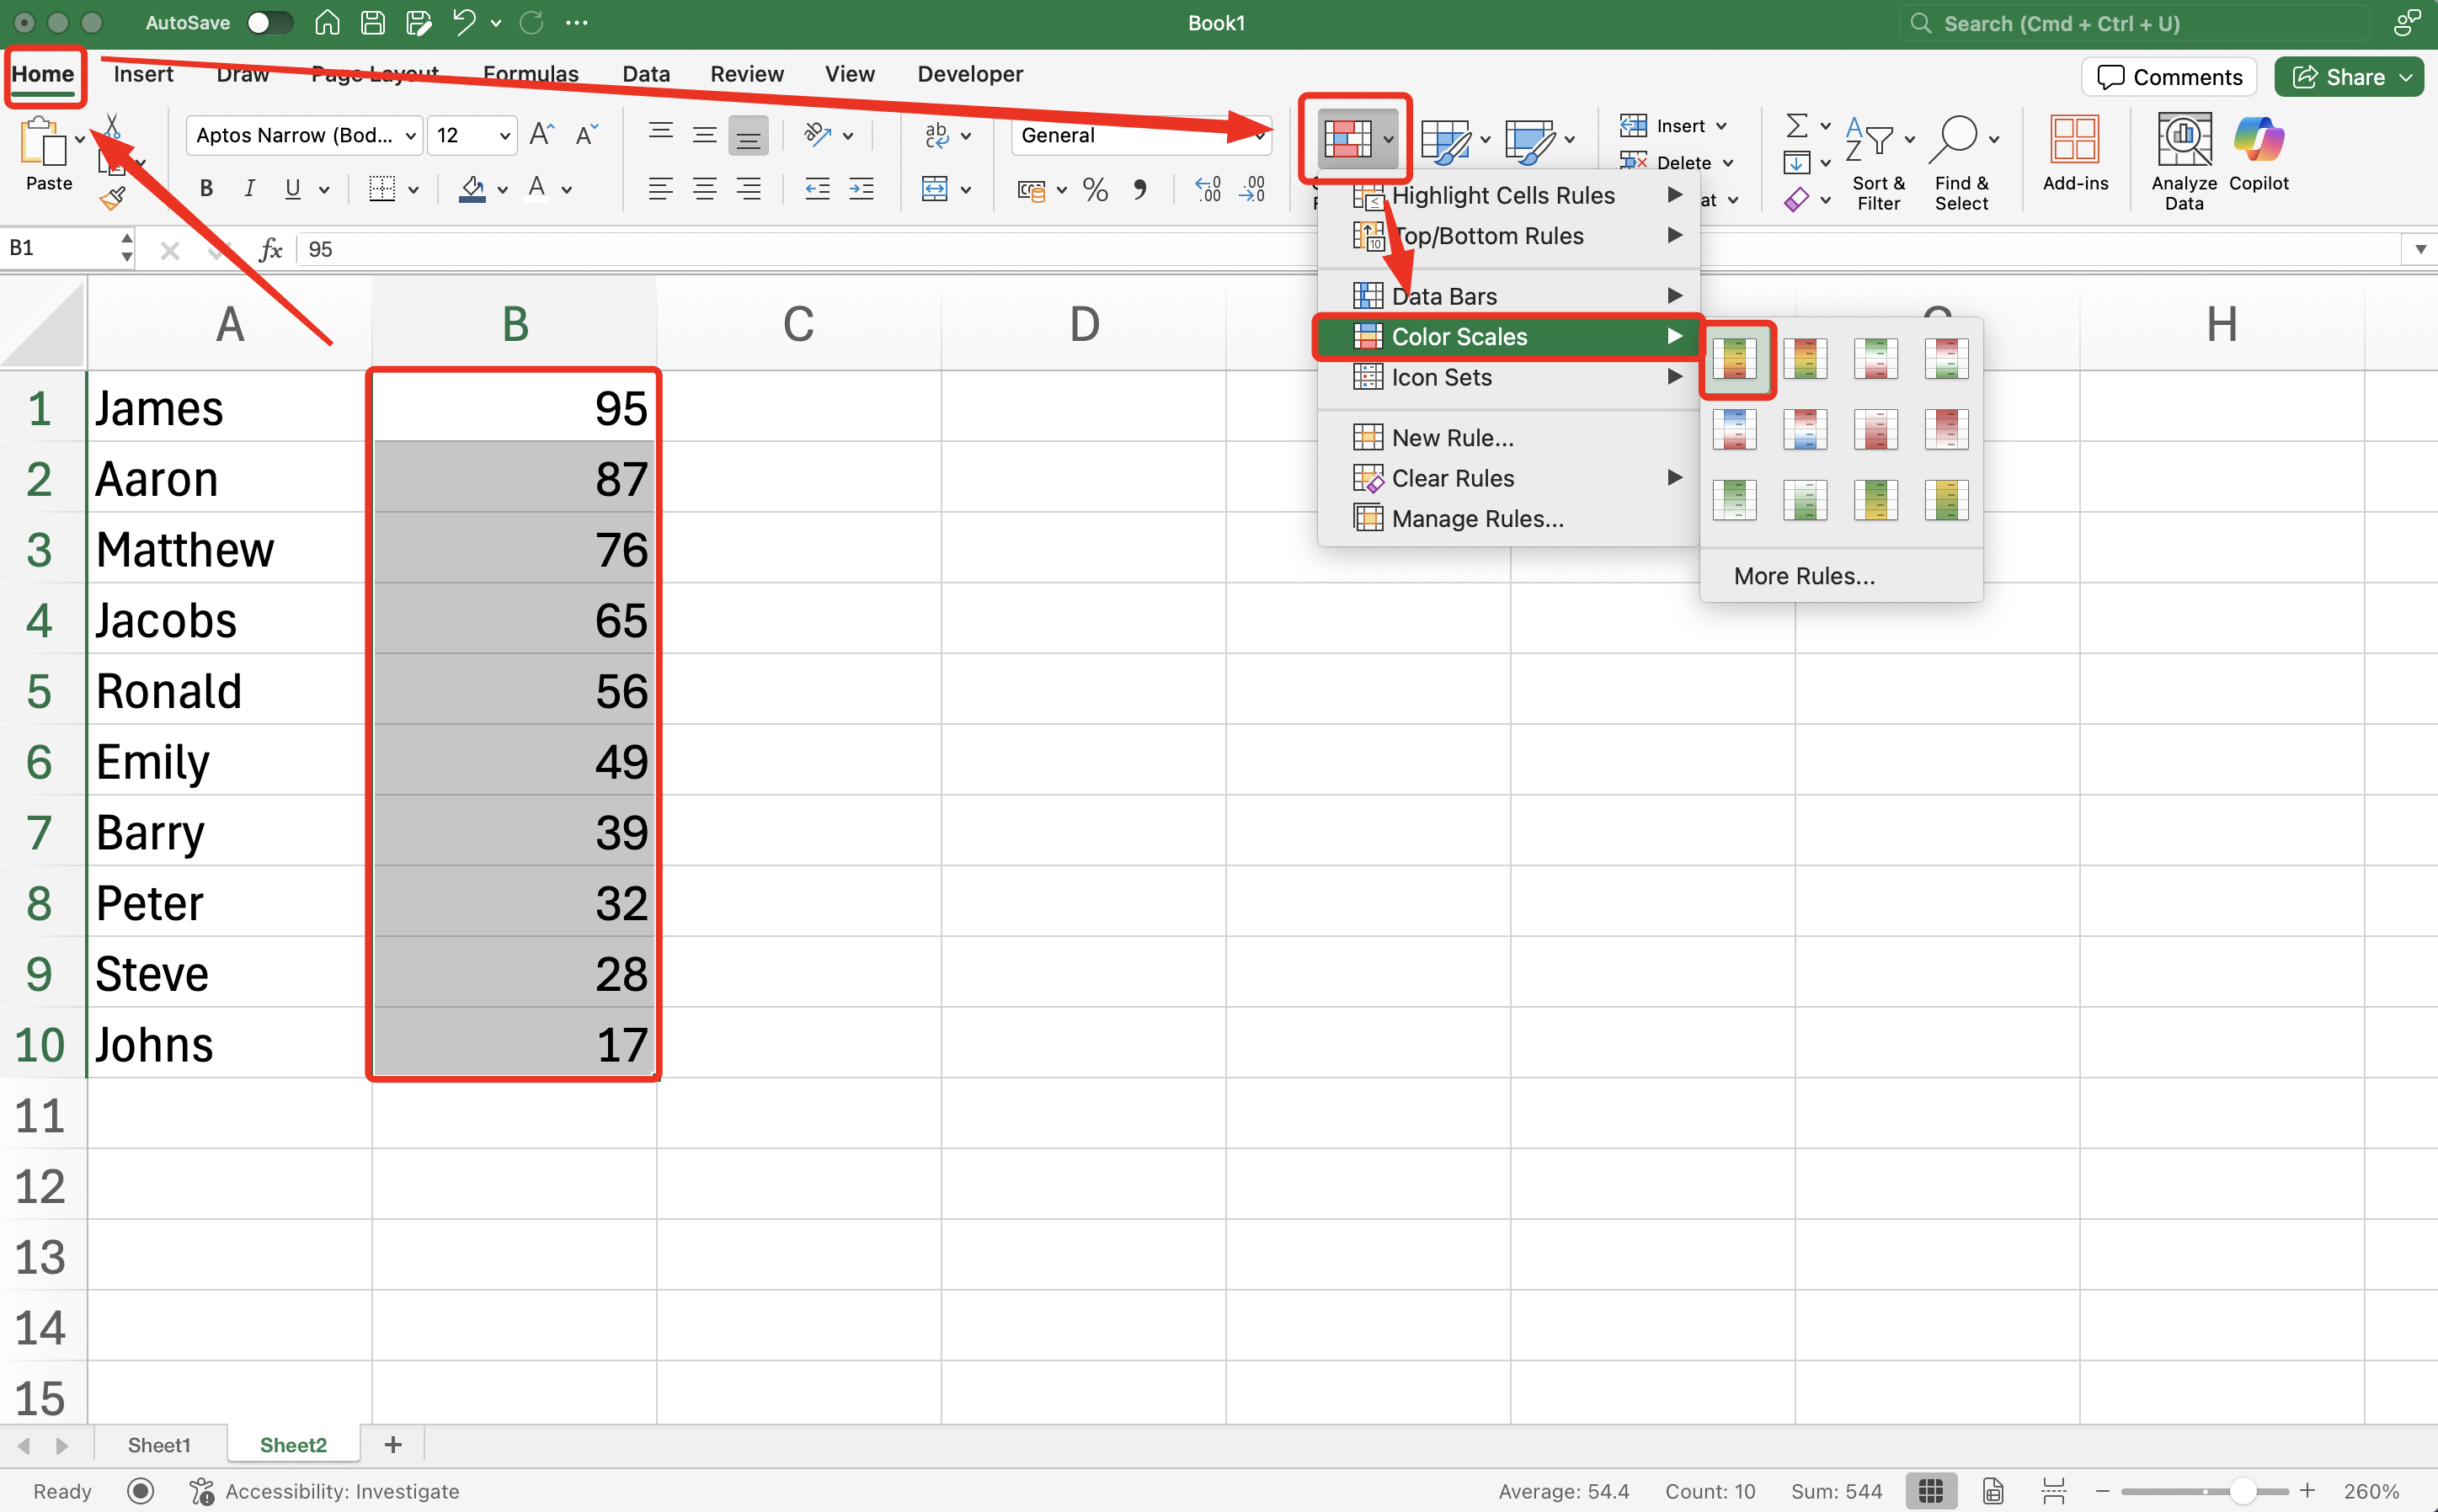 AutoSave
Book1
Search (Cmd + Ctrl + U)
Home Insert Draw Page Layout Formulas Data Review View Developer
Comments Share
Paste
Aptos Narrow (Bod... 12
General
Insert
Delete
Sort & Filter
Find & Select
Add-ins
Analyze Data
Copilot
B1 fx 95
Highlight Cells Rules
Top/Bottom Rules
Data Bars
Color Scales
Icon Sets
New Rule...
Clear Rules
Manage Rules...
More Rules...
A B C D H
1 James 95
2 Aaron 87
3 Matthew 76
4 Jacobs 65
5 Ronald 56
6 Emily 49
7 Barry 39
8 Peter 32
9 Steve 28
10 Johns 17
11
12
13
14
15
Sheet1 Sheet2 +
Ready Accessibility: Investigate Average: 54.4 Count: 10 Sum: 544 260%